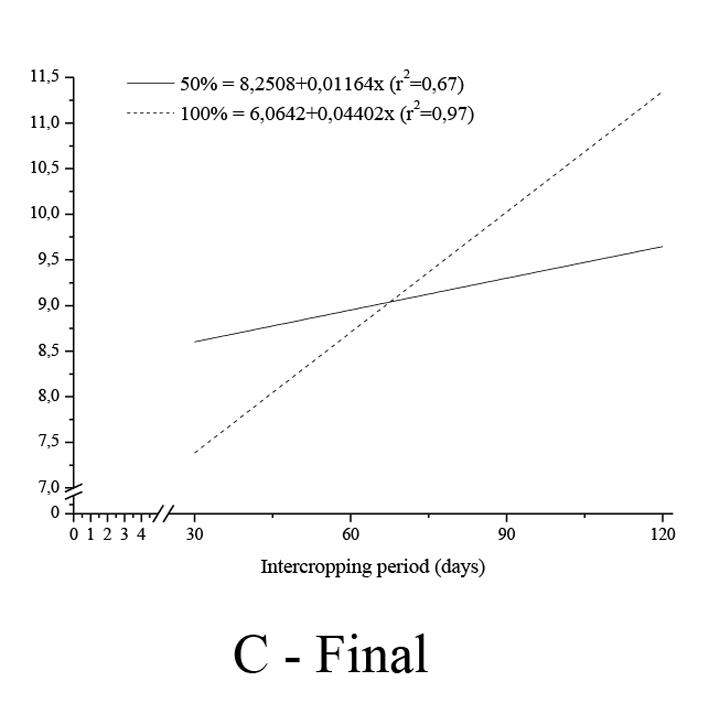 50% = 8,2508+0,01164x (r²=0,67)
100% = 6,0642+0,04402x (r²=0,97)
11,5
11,0
10,5
10,0
9,5
9,0
8,5
8,0
7,5
7,0
0
0 1 2 3 4 30 60 90 120
Intercropping period (days)
C - Final